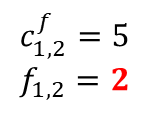 c^f_{1,2} = 5
f_{1,2} = 2